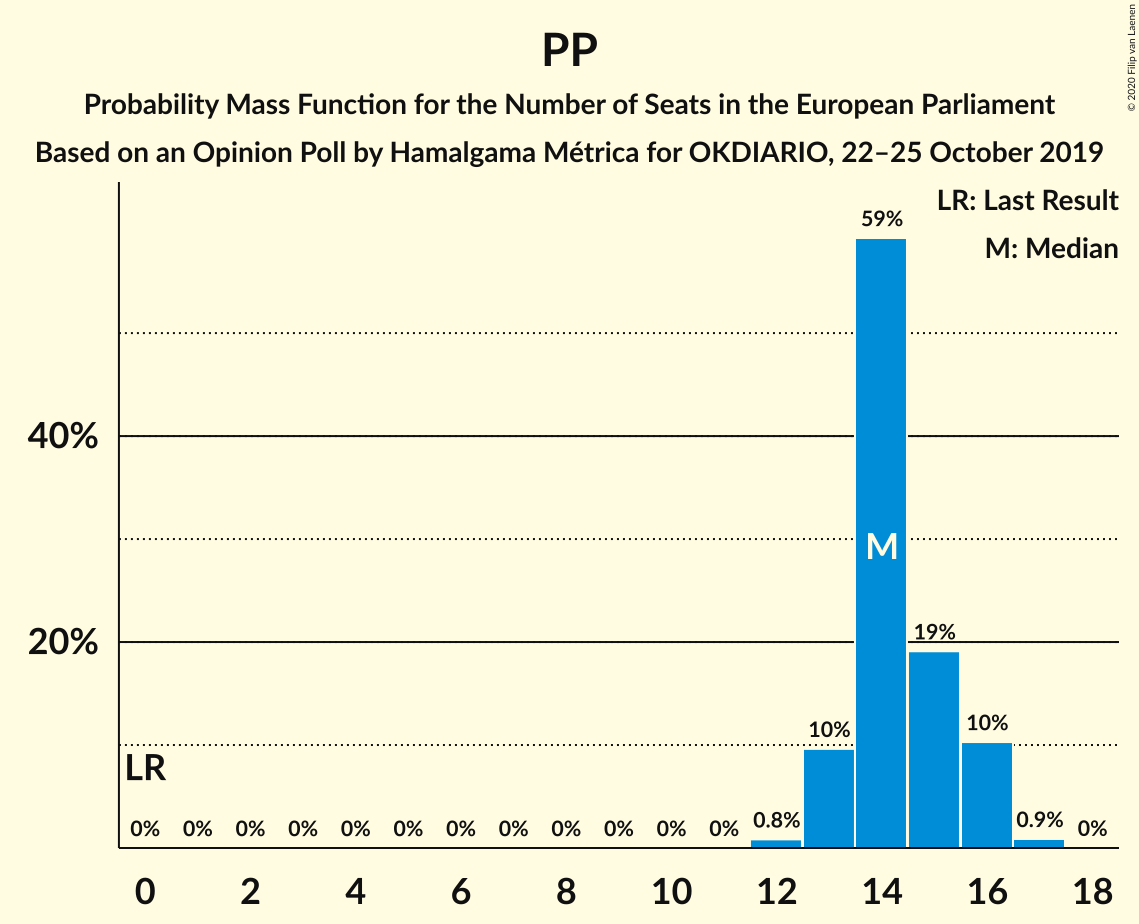 PP
Probability Mass Function for the Number of Seats in the European Parliament
Based on an Opinion Poll by Hamalgama Métrica for OKDIARIO, 22–25 October 2019
© 2020 Filip van Laenen
LR: Last Result
M: Median
59%
40%
M
20%
19%
10%
10%
LR
0% 0% 0% 0% 0% 0% 0% 0% 0% 0% 0% 0% 0.8% 0.9% 0%
0 2 4 6 8 10 12 14 16 18